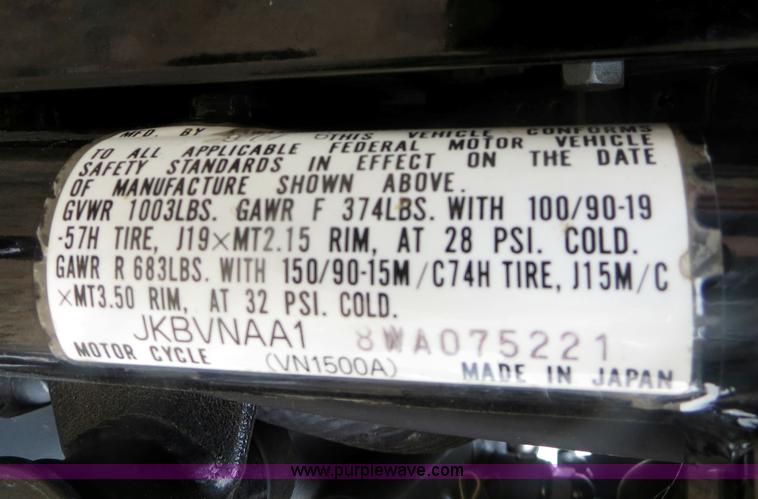 MFD. BY THIS VEHICLE CONFORMS
TO ALL APPLICABLE FEDERAL MOTOR VEHICLE
SAFETY STANDARDS IN EFFECT ON THE DATE
OF MANUFACTURE SHOWN ABOVE.
GVWR 1003LBS. GAWR F 374LBS. WITH 100/90-19
-57H TIRE, J19×MT2.15 RIM, AT 28 PSI. COLD.
GAWR R 683LBS. WITH 150/90-15M/C74H TIRE, J15M/C
×MT3.50 RIM, AT 32 PSI. COLD.
JKBVNAA1 8WA075221
MOTOR CYCLE (VN1500A) MADE IN JAPAN
www.purplewave.com